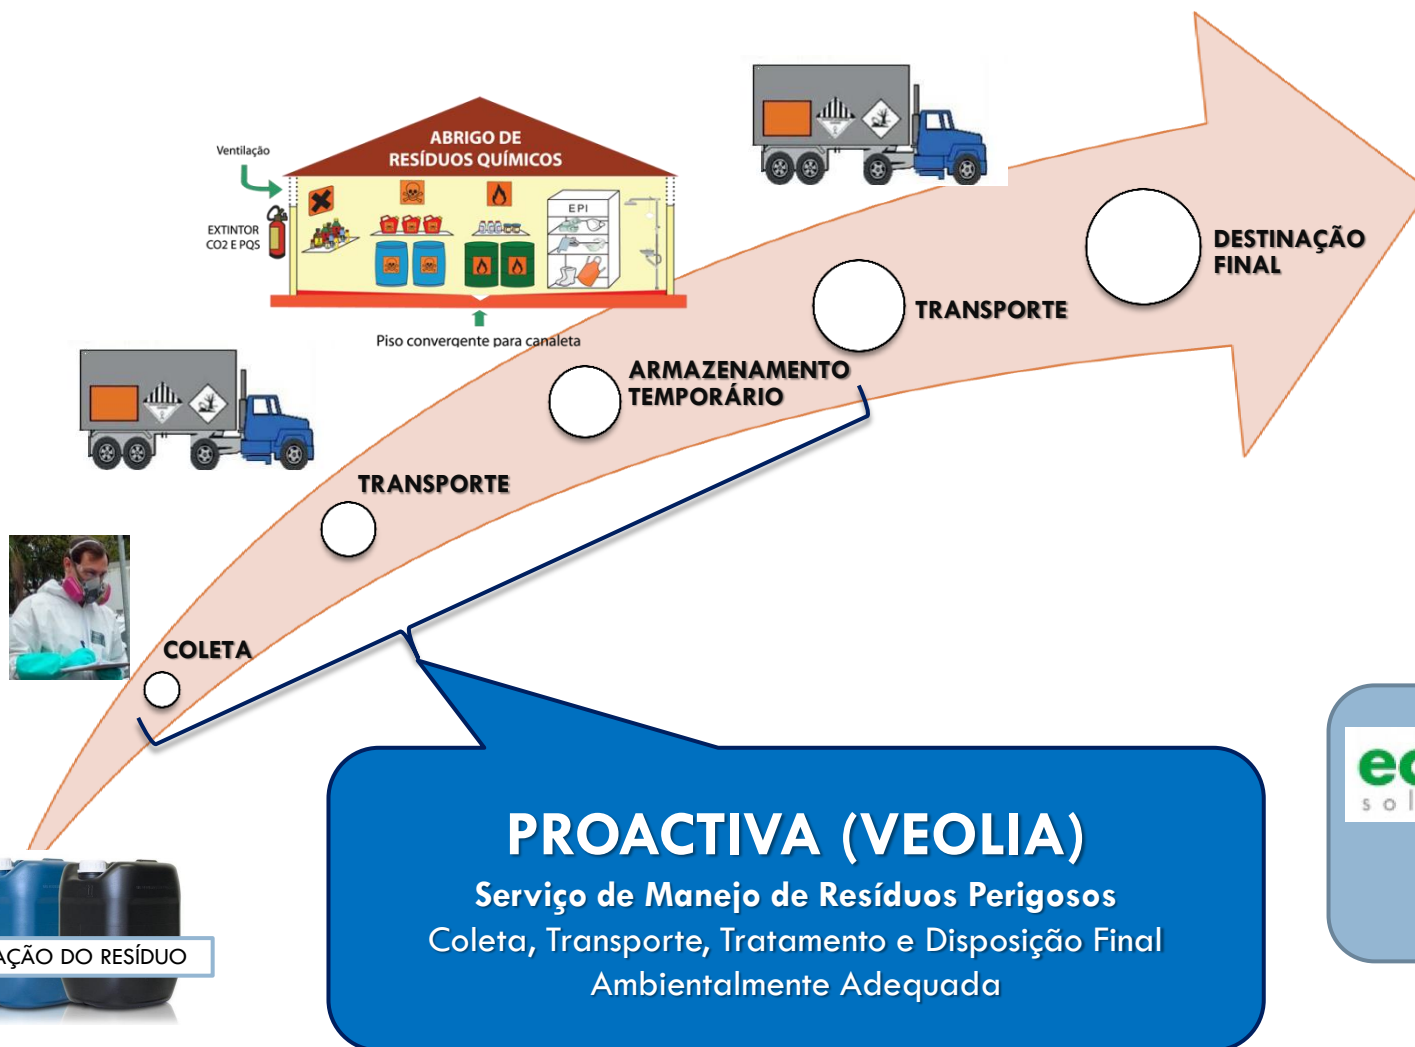 ABRIGO DE
RESÍDUOS QUÍMICOS
Ventilação
EXTINTOR
CO2 E PQS
EPI
Piso convergente para canaleta
DESTINAÇÃO
FINAL
TRANSPORTE
ARMAZENAMENTO
TEMPORÁRIO
TRANSPORTE
COLETA
PROACTIVA (VEOLIA)
Serviço de Manejo de Resíduos Perigosos
Coleta, Transporte, Tratamento e Disposição Final
Ambientalmente Adequada
DO RESÍDUO